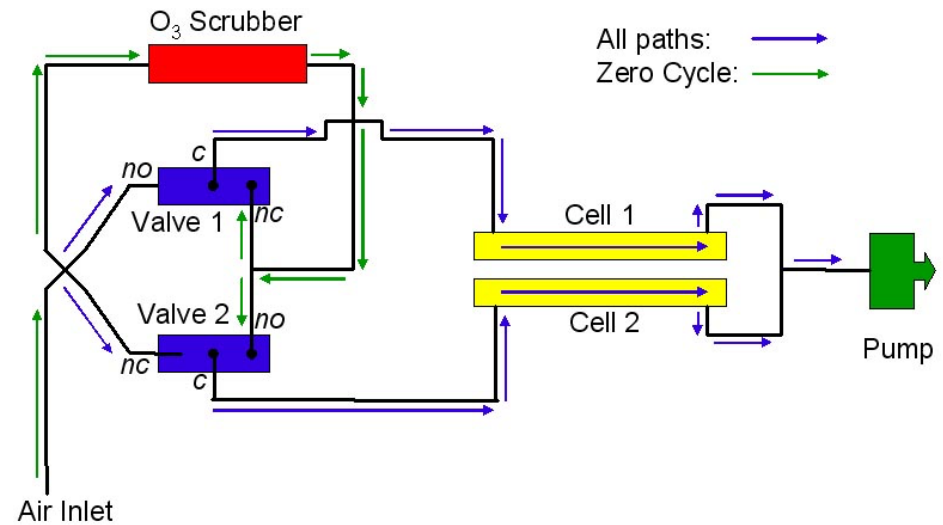 O₃ Scrubber
All paths:
Zero Cycle:
c
no
Valve 1
nc
Cell 1
Valve 2
no
Cell 2
nc
c
Pump
Air Inlet